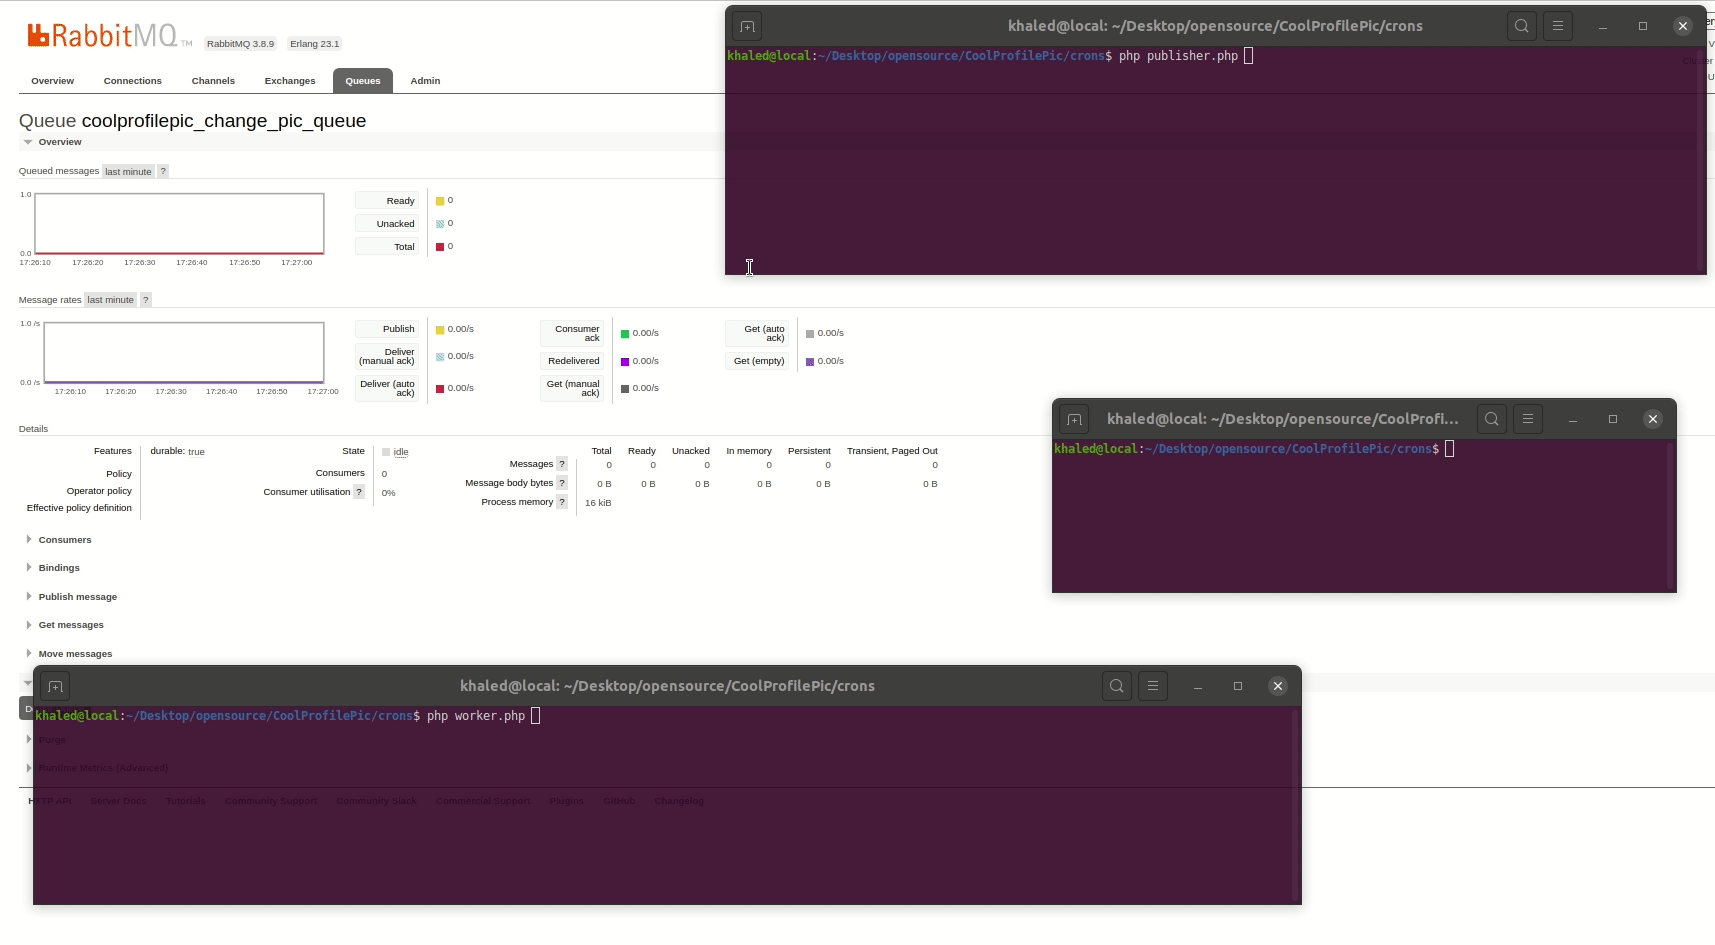 RabbitMQ TM RabbitMQ 3.8.9 Erlang 23.1
Overview Connections Channels Exchanges Queues Admin
Queue coolprofilepic_change_pic_queue
Overview
Queued messages last minute ?
1.0
0.0
17:26:10 17:26:20 17:26:30 17:26:40 17:26:50 17:27:00
Ready 0
Unacked 0
Total 0
Message rates last minute ?
1.0 /s
0.0 /s
17:26:10 17:26:20 17:26:30 17:26:40 17:26:50 17:27:00
Publish 0.00/s
Deliver
(manual ack) 0.00/s
Deliver (auto
ack) 0.00/s
Consumer
ack 0.00/s
Redelivered 0.00/s
Get (manual
ack) 0.00/s
Get (auto
ack) 0.00/s
Get (empty) 0.00/s
Details
Features durable: true
Policy
Operator policy
Effective policy definition
State idle
Consumers 0
Consumer utilisation ? 0%
Total Ready Unacked In memory Persistent Transient, Paged Out
Messages ? 0 0 0 0 0 0
Message body bytes ? 0 B 0 B 0 B 0 B 0 B 0 B
Process memory ? 16 kiB
Consumers
Bindings
Publish message
Get messages
Move messages
Purge
Runtime Metrics (Advanced)
HTTP API Server Docs Tutorials Community Support Community Slack Commercial Support Plugins GitHub Changelog
khaled@local: ~/Desktop/opensource/CoolProfilePic/crons
khaled@local:~/Desktop/opensource/CoolProfilePic/crons$ php publisher.php
khaled@local: ~/Desktop/opensource/CoolProfi...
khaled@local:~/Desktop/opensource/CoolProfilePic/crons$
khaled@local: ~/Desktop/opensource/CoolProfilePic/crons
khaled@local:~/Desktop/opensource/CoolProfilePic/crons$ php worker.php